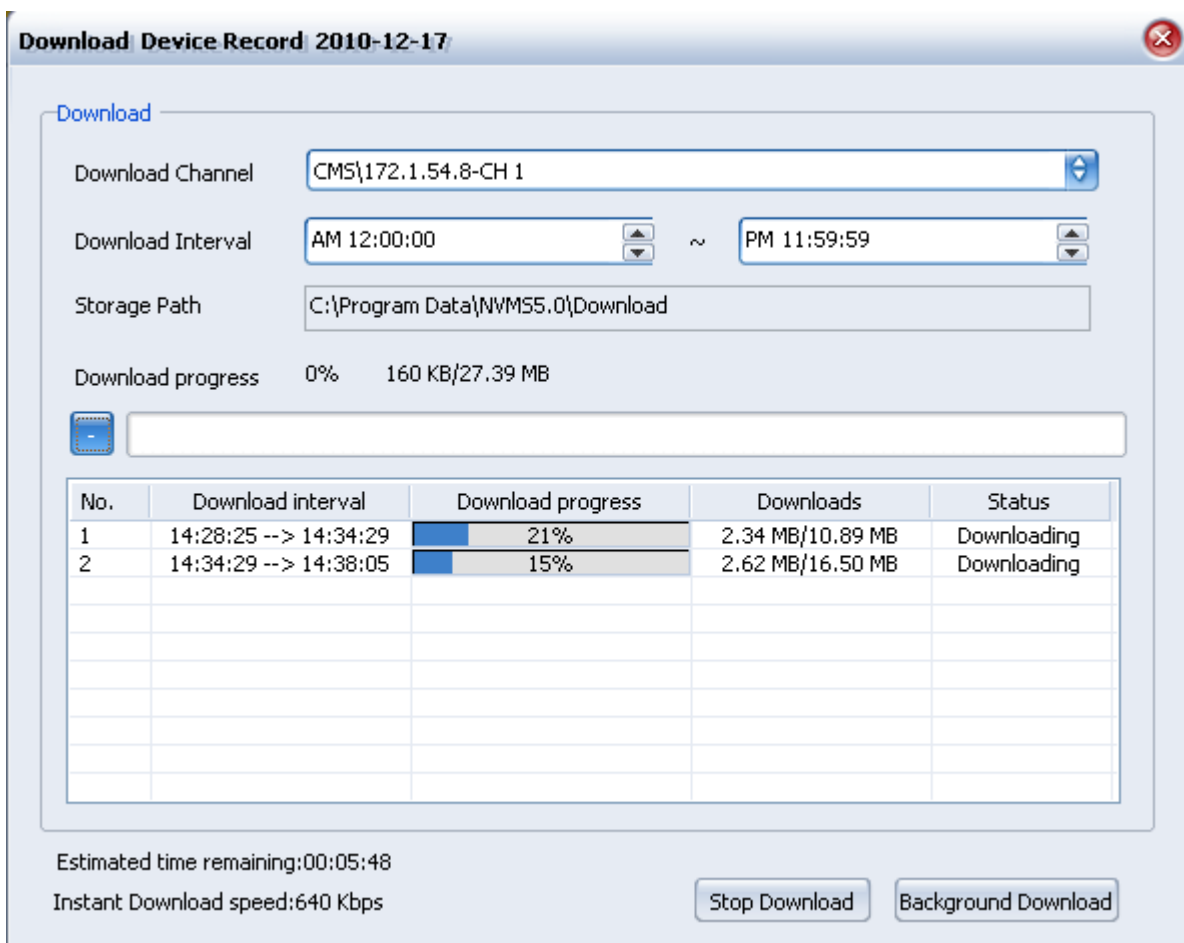 Download Device Record 2010-12-17
Download
Download Channel CMS\172.1.54.8-CH 1
Download Interval AM 12:00:00 ~ PM 11:59:59
Storage Path C:\Program Data\NVMS5.0\Download
Download progress 0% 160 KB/27.39 MB
-
No. Download interval Download progress Downloads Status
1 14:28:25 --> 14:34:29 21% 2.34 MB/10.89 MB Downloading
2 14:34:29 --> 14:38:05 15% 2.62 MB/16.50 MB Downloading
Estimated time remaining:00:05:48
Instant Download speed:640 Kbps Stop Download Background Download